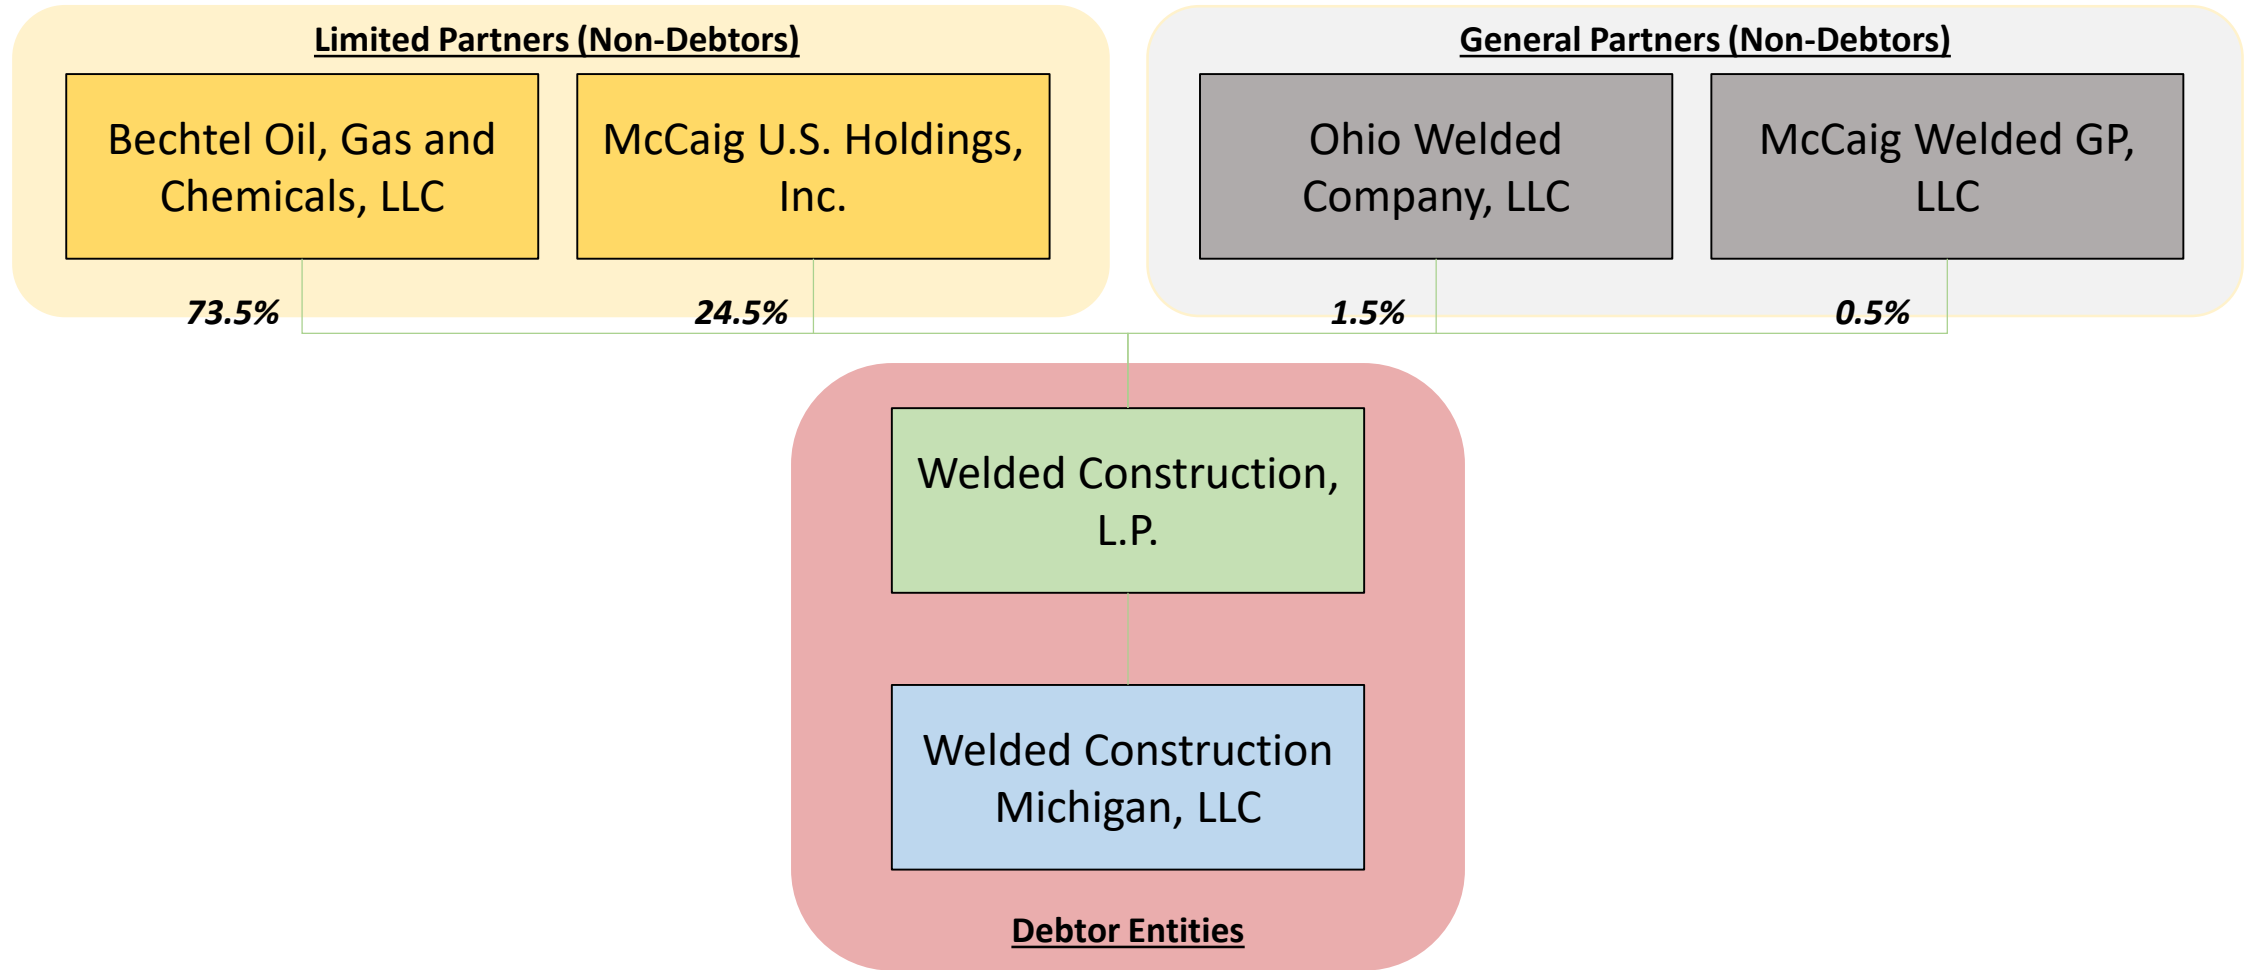 Limited Partners (Non-Debtors)
Bechtel Oil, Gas and
Chemicals, LLC
McCaig U.S. Holdings,
Inc.
General Partners (Non-Debtors)
Ohio Welded
Company, LLC
McCaig Welded GP,
LLC
73.5%
24.5%
1.5%
0.5%
Welded Construction,
L.P.
Welded Construction
Michigan, LLC
Debtor Entities